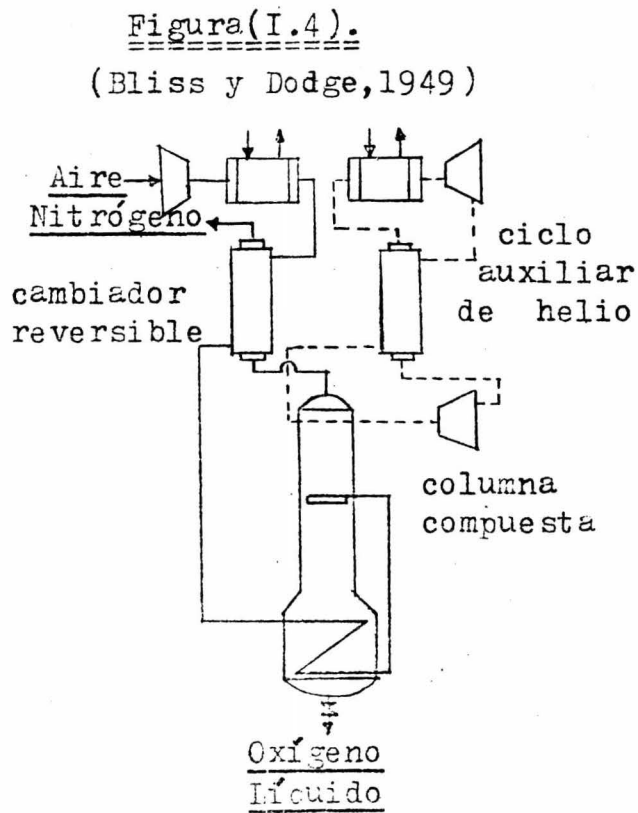 Figura(I.4).
(Bliss y Dodge,1949)
Aire
Nitrógeno
ciclo
auxiliar
de helio
cambiador
reversible
columna
compuesta
Oxígeno
Líquido